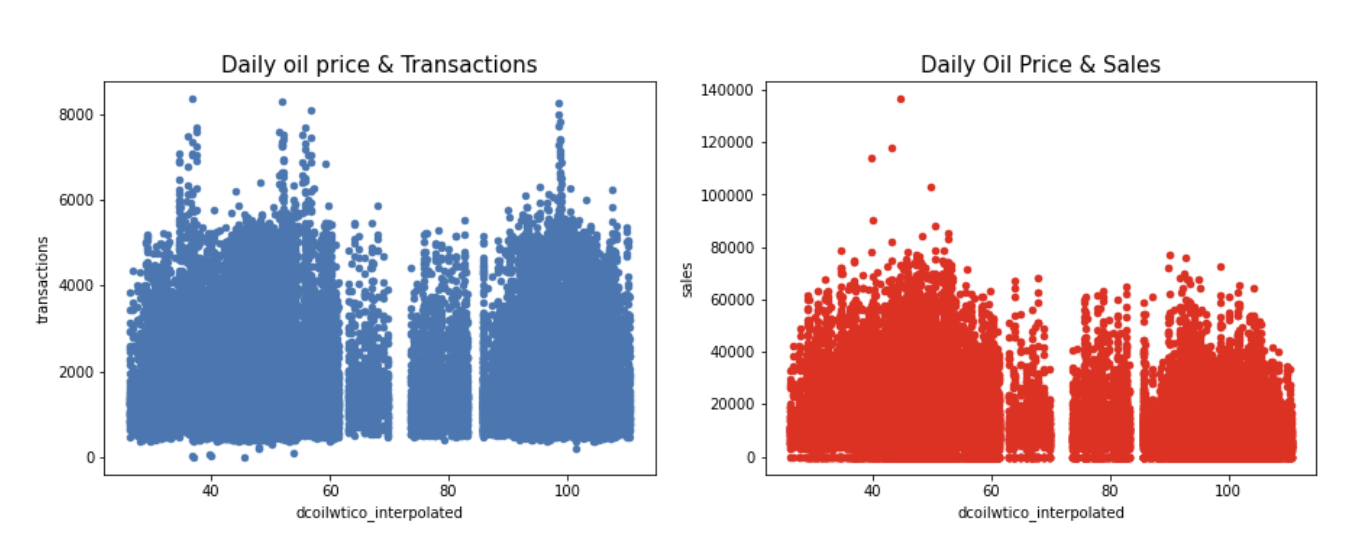 Daily oil price & Transactions
8000
6000
4000
2000
0
transactions
40 60 80 100
dcoilwtico_interpolated
Daily Oil Price & Sales
140000
120000
100000
80000
60000
40000
20000
0
sales
40 60 80 100
dcoilwtico_interpolated